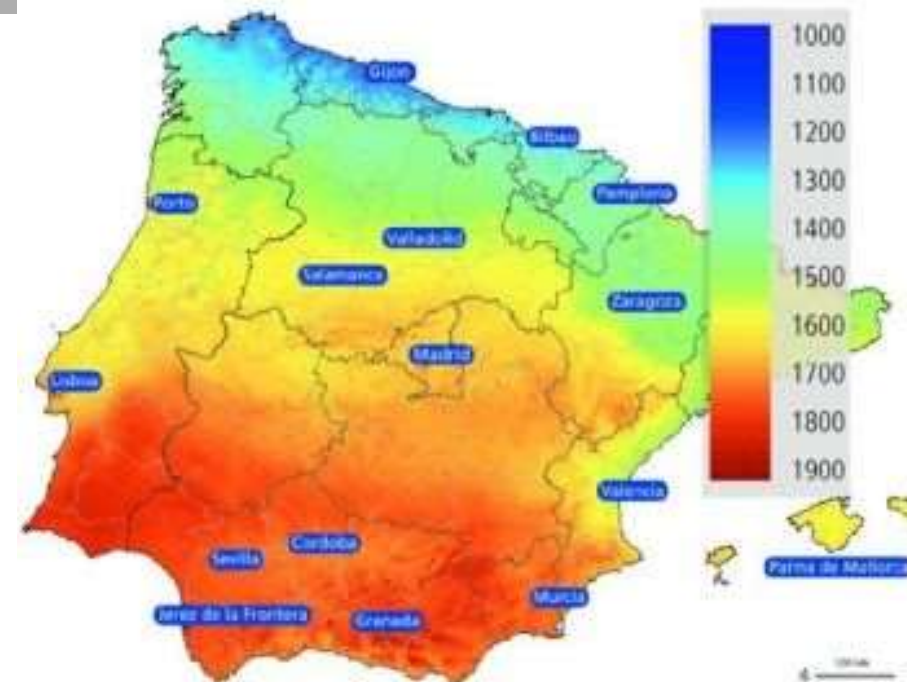 1000
Gijon
1100
1200
Bilbao
1300
Pamplona
Porto
1400
Valladolid
Salamanca
1500
Zaragoza
1600
Madrid
1700
Lisboa
1800
1900
Valencia
Cordoba
Sevilla
Palma de Mallorca
Murcia
Jerez de la Frontera
Granada